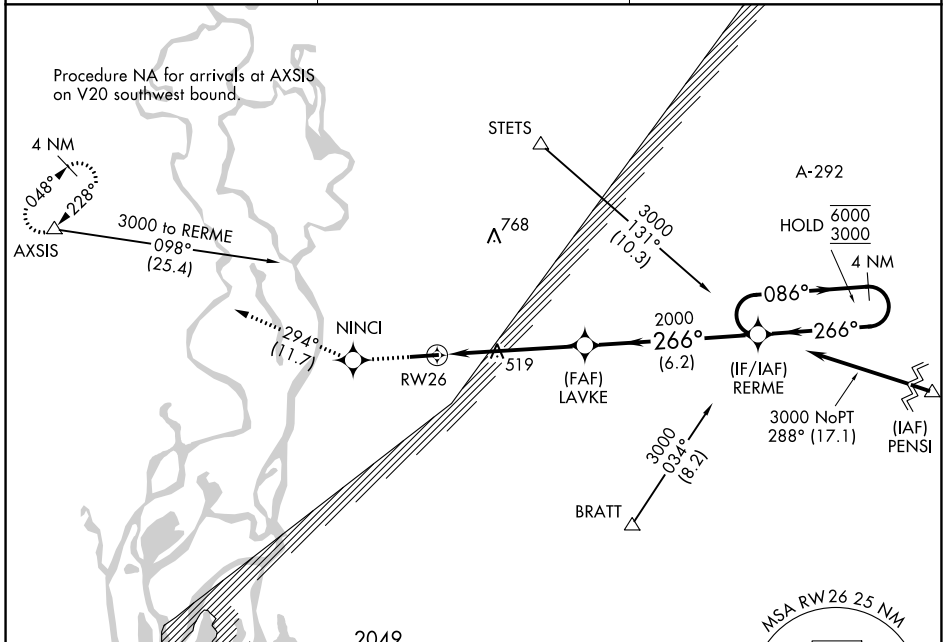 Procedure NA for arrivals at AXSIS
on V20 southwest bound.
4 NM
048°
228°
AXSIS
3000 to RERME
098°
(25.4)
STETS
768
3000
131°
(10.3)
A-292
HOLD
6000
3000
4 NM
086°
266°
294°
(11.7)
NINCI
RW26
519
(FAF)
LAVKE
2000
266°
(6.2)
(IF/IAF)
RERME
3000 NoPT
288° (17.1)
(IAF)
PENSI
3000
034°
(8.2)
BRATT
MSA RW26 25 NM
2049